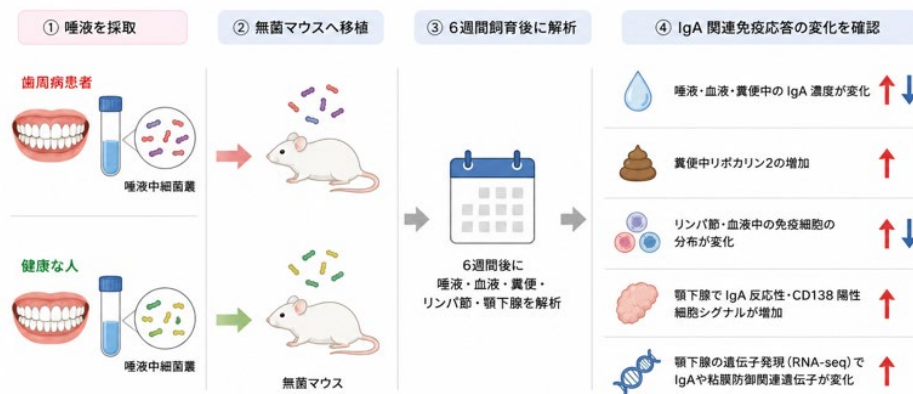 ① 唾液を採取
② 無菌マウスへ移植
③ 6週間飼育後に解析
④ IgA 関連免疫応答の変化を確認
歯周病患者
唾液中細菌叢
健康な人
唾液中細菌叢
無菌マウス
6週間後に
唾液・血液・糞便・
リンパ節・顎下腺を解析
唾液・血液・糞便中の IgA 濃度が変化
糞便中リポカリン2の増加
リンパ節・血液中の免疫細胞の
分布が変化
顎下腺で IgA 反応性・CD138 陽性
細胞シグナルが増加
顎下腺の遺伝子発現(RNA-seq)で
IgAや粘膜防御関連遺伝子が変化